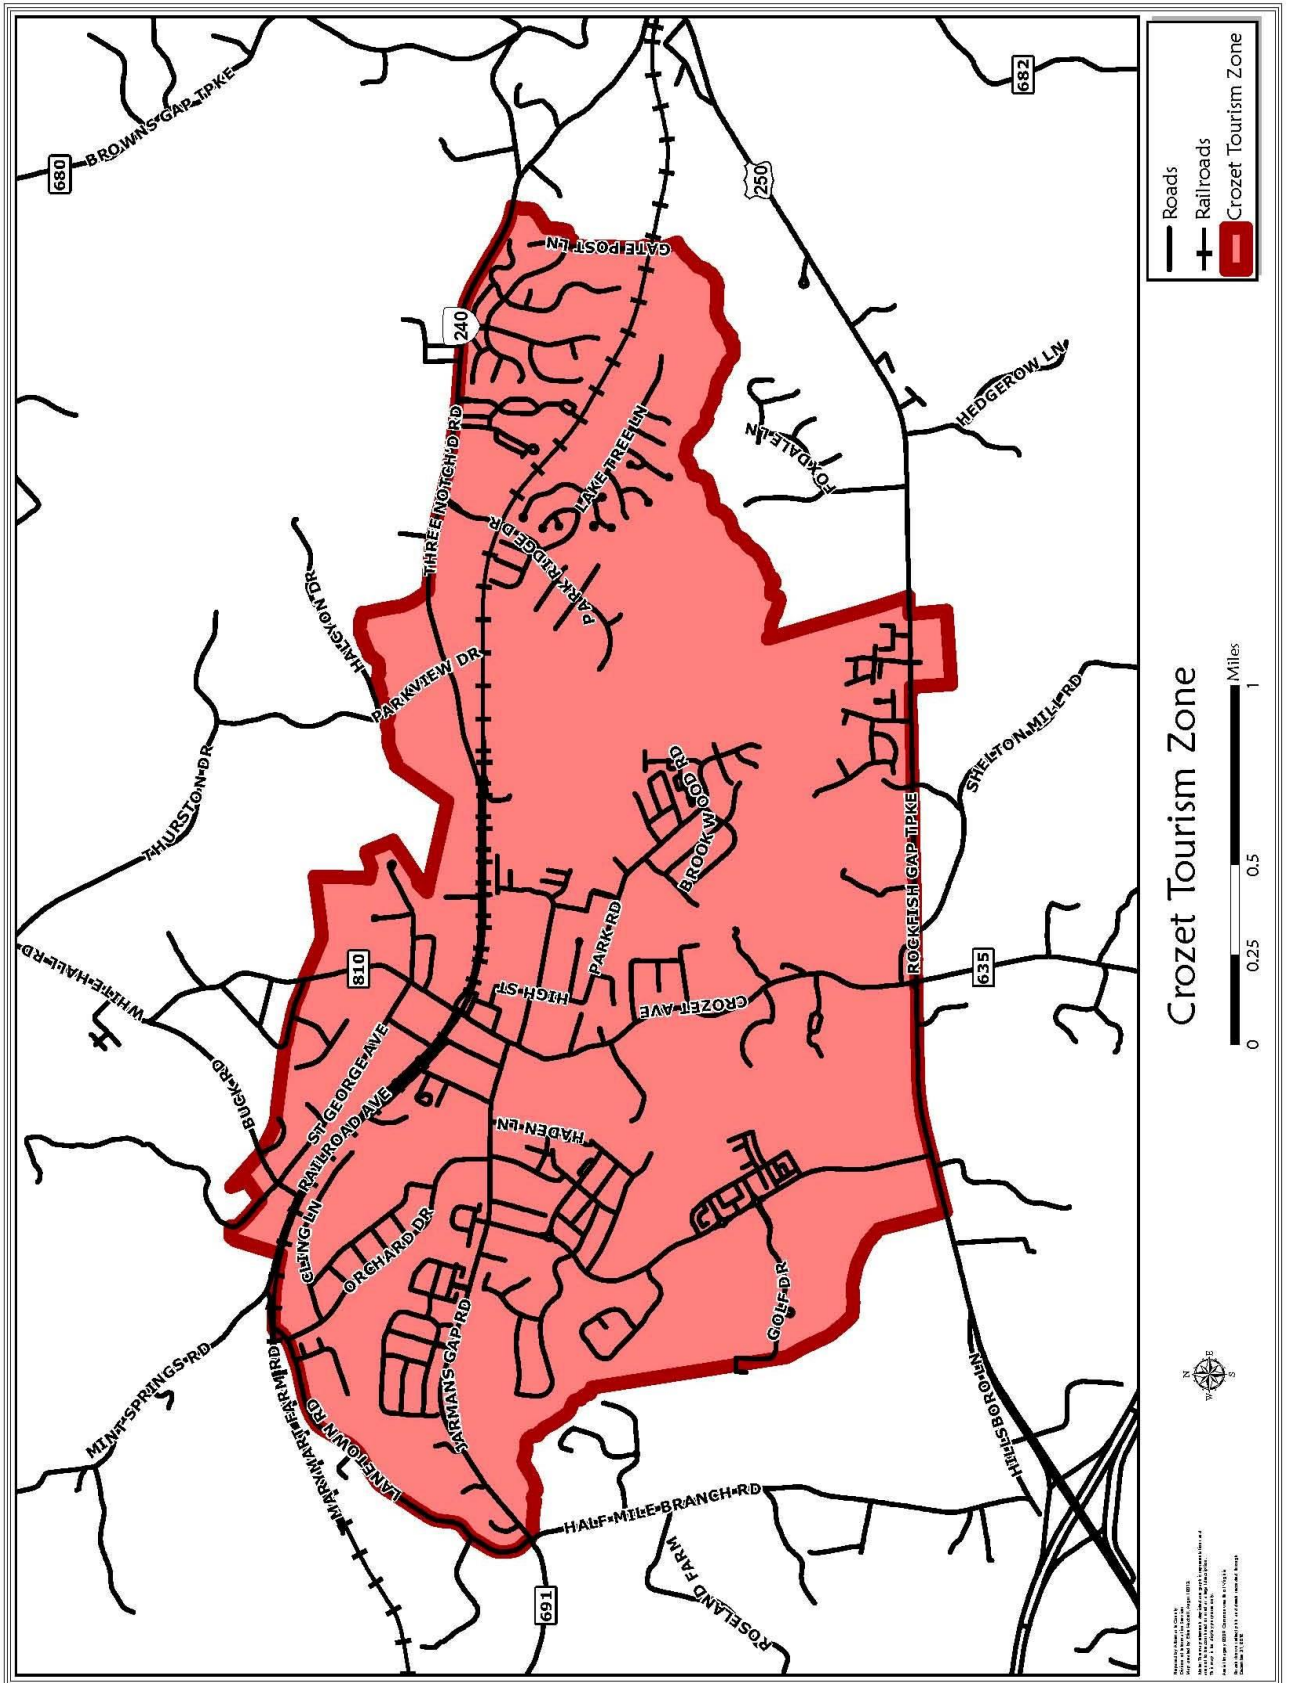 680
BROWNS GAP TPKE
682
250
GATE POST LN
240
THREE NOTCH'D RD
LAKE TREE LN
PARK RIDGE DR
HALCYON DR
PARKVIEW DR
THURSTON DR
WHITE HALL RD
BUCK RD
810
ST GEORGE AVE
RAILROAD AVE
CLING LN
ORCHARD DR
MINT SPRINGS RD
MARYMART FARM RD
LANETOWN RD
JARMANS GAP RD
691
HALF MILE BRANCH RD
ROSELAND FARM
HILLSBORO LN
GOLF DR
HADEN LN
HIGH ST
CROZET AVE
PARK RD
BROOKWOOD RD
ROCKFISH GAP TPKE
635
SHELTON MILL RD
FOXDALE LN
HEDGEROW LN
Roads
Railroads
Crozet Tourism Zone
Crozet Tourism Zone
0 0.25 0.5 1
Miles
N
W E
S